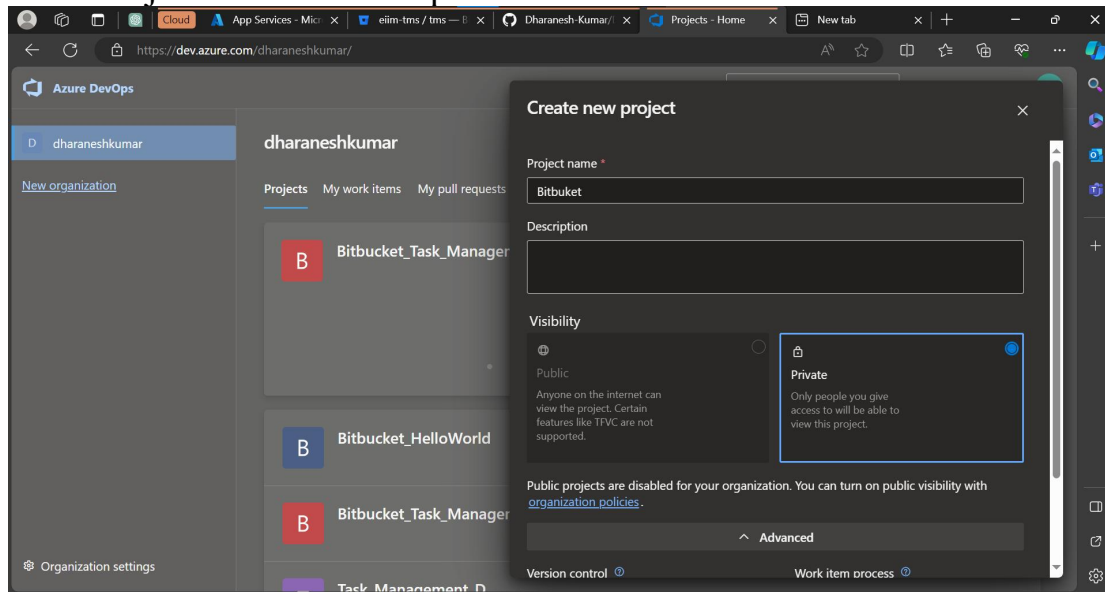 Cloud
App Services - Micr
eiim-tms / tms — B
Dharanesh-Kumar/
Projects - Home
New tab
https://dev.azure.com/dharaneshkumar/
Azure DevOps
D dharaneshkumar
New organization
Organization settings
dharaneshkumar
Projects My work items My pull requests
B Bitbucket_Task_Manager
B Bitbucket_HelloWorld
B Bitbucket_Task_Manager
Task_Management_D
Create new project
Project name *
Bitbuket
Description
Visibility
Public
Anyone on the internet can
view the project. Certain
features like TFVC are not
supported.
Private
Only people you give
access to will be able to
view this project.
Public projects are disabled for your organization. You can turn on public visibility with
organization policies.
Advanced
Version control ?
Work item process ?